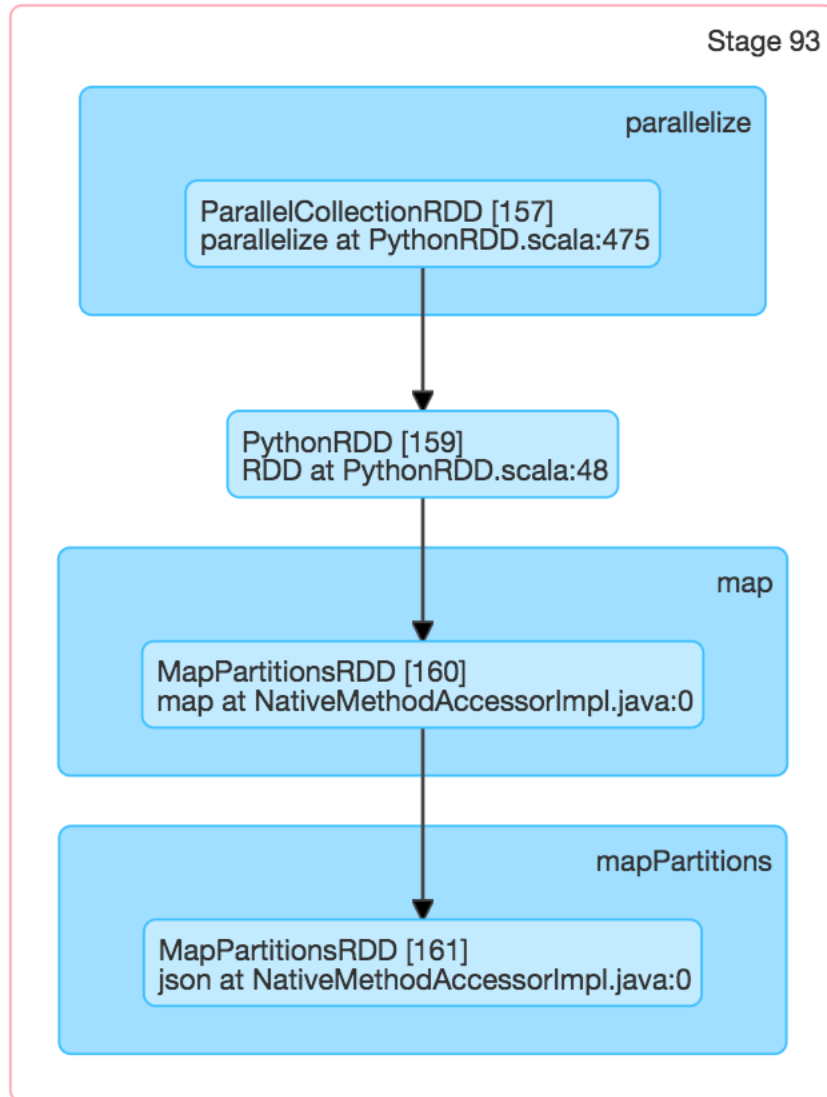 Stage 93
parallelize
ParallelCollectionRDD [157]
parallelize at PythonRDD.scala:475
PythonRDD [159]
RDD at PythonRDD.scala:48
map
MapPartitionsRDD [160]
map at NativeMethodAccessorImpl.java:0
mapPartitions
MapPartitionsRDD [161]
json at NativeMethodAccessorImpl.java:0